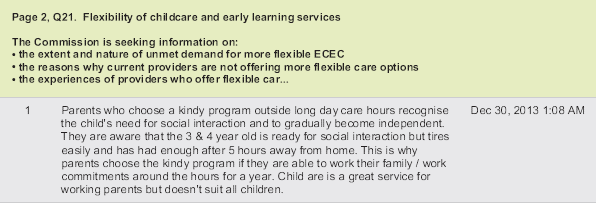 Page 2, Q21. Flexibility of childcare and early learning services
The Commission is seeking information on:
• the extent and nature of unmet demand for more flexible ECEC
• the reasons why current providers are not offering more flexible care options
• the experiences of providers who offer flexible car...
1 Parents who choose a kindy program outside long day care hours recognise Dec 30, 2013 1:08 AM
the child's need for social interaction and to gradually become independent.
They are aware that the 3 & 4 year old is ready for social interaction but tires
easily and has had enough after 5 hours away from home. This is why
parents choose the kindy program if they are able to work their family / work
commitments around the hours for a year. Child are is a great service for
working parents but doesn't suit all children.